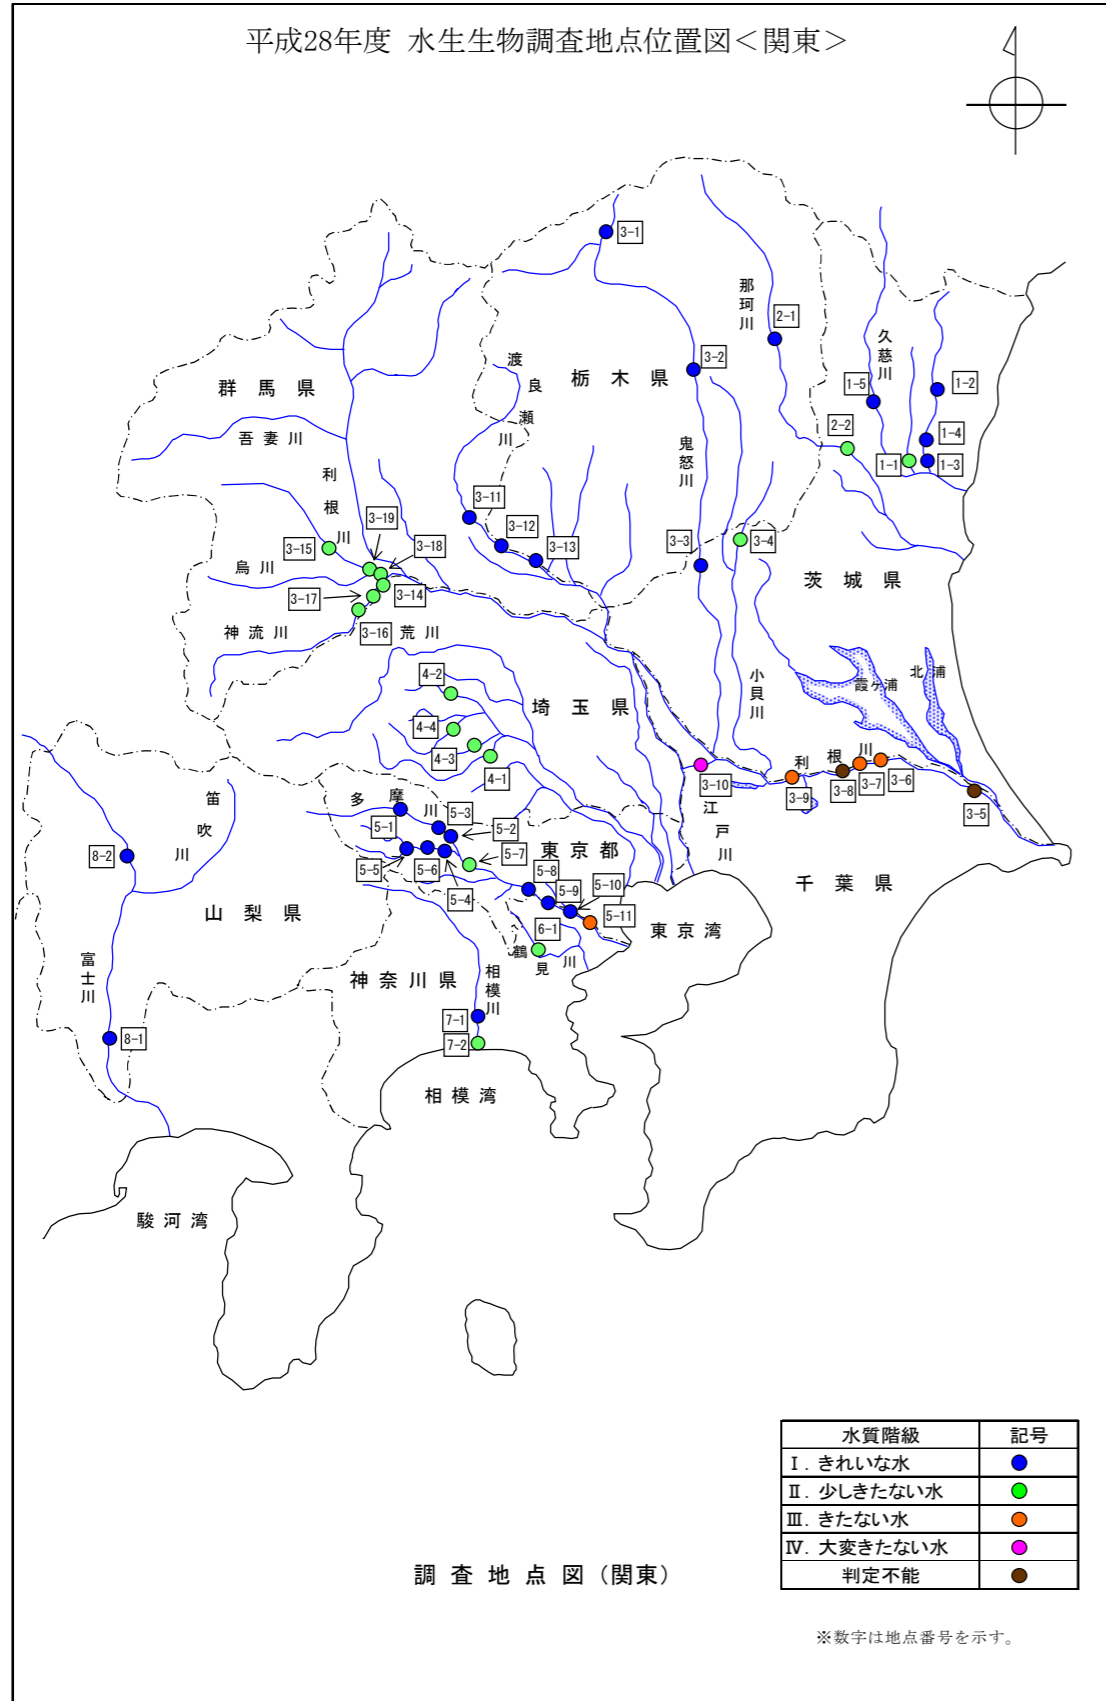 平成28年度 水生生物調査地点位置図＜関東＞
3-1
那珂川
2-1
久慈川
3-2
1-2
1-5
渡良瀬川
栃木県
群馬県
2-2
1-4
吾妻川
鬼怒川
1-1
1-3
利根川
3-11
3-19
3-12
3-18
3-15
3-13
3-3
3-4
烏川
茨城県
3-17
3-14
神流川
3-16
荒川
4-2
小貝川
霞ヶ浦
北浦
埼玉県
4-4
4-3
4-1
利根川
3-10
3-9
3-8
3-7
3-6
3-5
江戸川
笛吹川
多摩川
5-1
5-3
5-2
8-2
5-5
5-6
5-4
5-7
東京都
5-8
5-9
5-10
5-11
千葉県
山梨県
6-1
東京湾
鶴見川
富士川
神奈川県
相模川
7-1
8-1
7-2
相模湾
駿河湾
水質階級 記号
Ⅰ. きれいな水
Ⅱ. 少しきたない水
Ⅲ. きたない水
Ⅳ. 大変きたない水
判定不能
調査地点図（関東）
※数字は地点番号を示す。